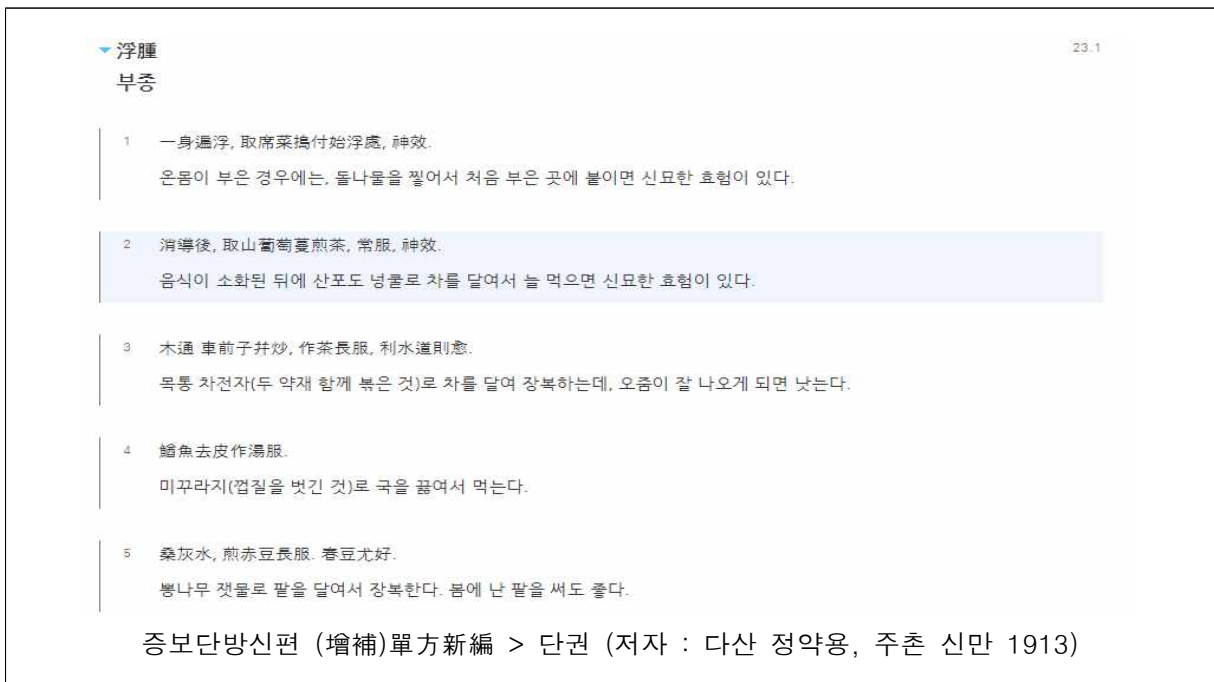 浮腫
23.1
부종
1 一身遍浮, 取席菜搗付始浮處, 神效.
온몸이 부은 경우에는, 돌나물을 찧어서 처음 부은 곳에 붙이면 신묘한 효험이 있다.
2 消導後, 取山葡萄蔓煎茶, 常服, 神效.
음식이 소화된 뒤에 산포도 넝쿨로 차를 달여서 늘 먹으면 신묘한 효험이 있다.
3 木通 車前子井炒, 作茶長服, 利水道則愈.
목통 차전자(두 약재 함께 볶은 것)로 차를 달여 장복하는데, 오줌이 잘 나오게 되면 낫는다.
4 鰌魚去皮作湯服.
미꾸라지(껍질을 벗긴 것)로 국을 끓여서 먹는다.
5 桑灰水, 煎赤豆長服. 春豆尤好.
뽕나무 잿물로 팥을 달여서 장복한다. 봄에 난 팥을 써도 좋다.
증보단방신편 (增補)單方新編 > 단권 (저자 : 다산 정약용, 주촌 신만 1913)